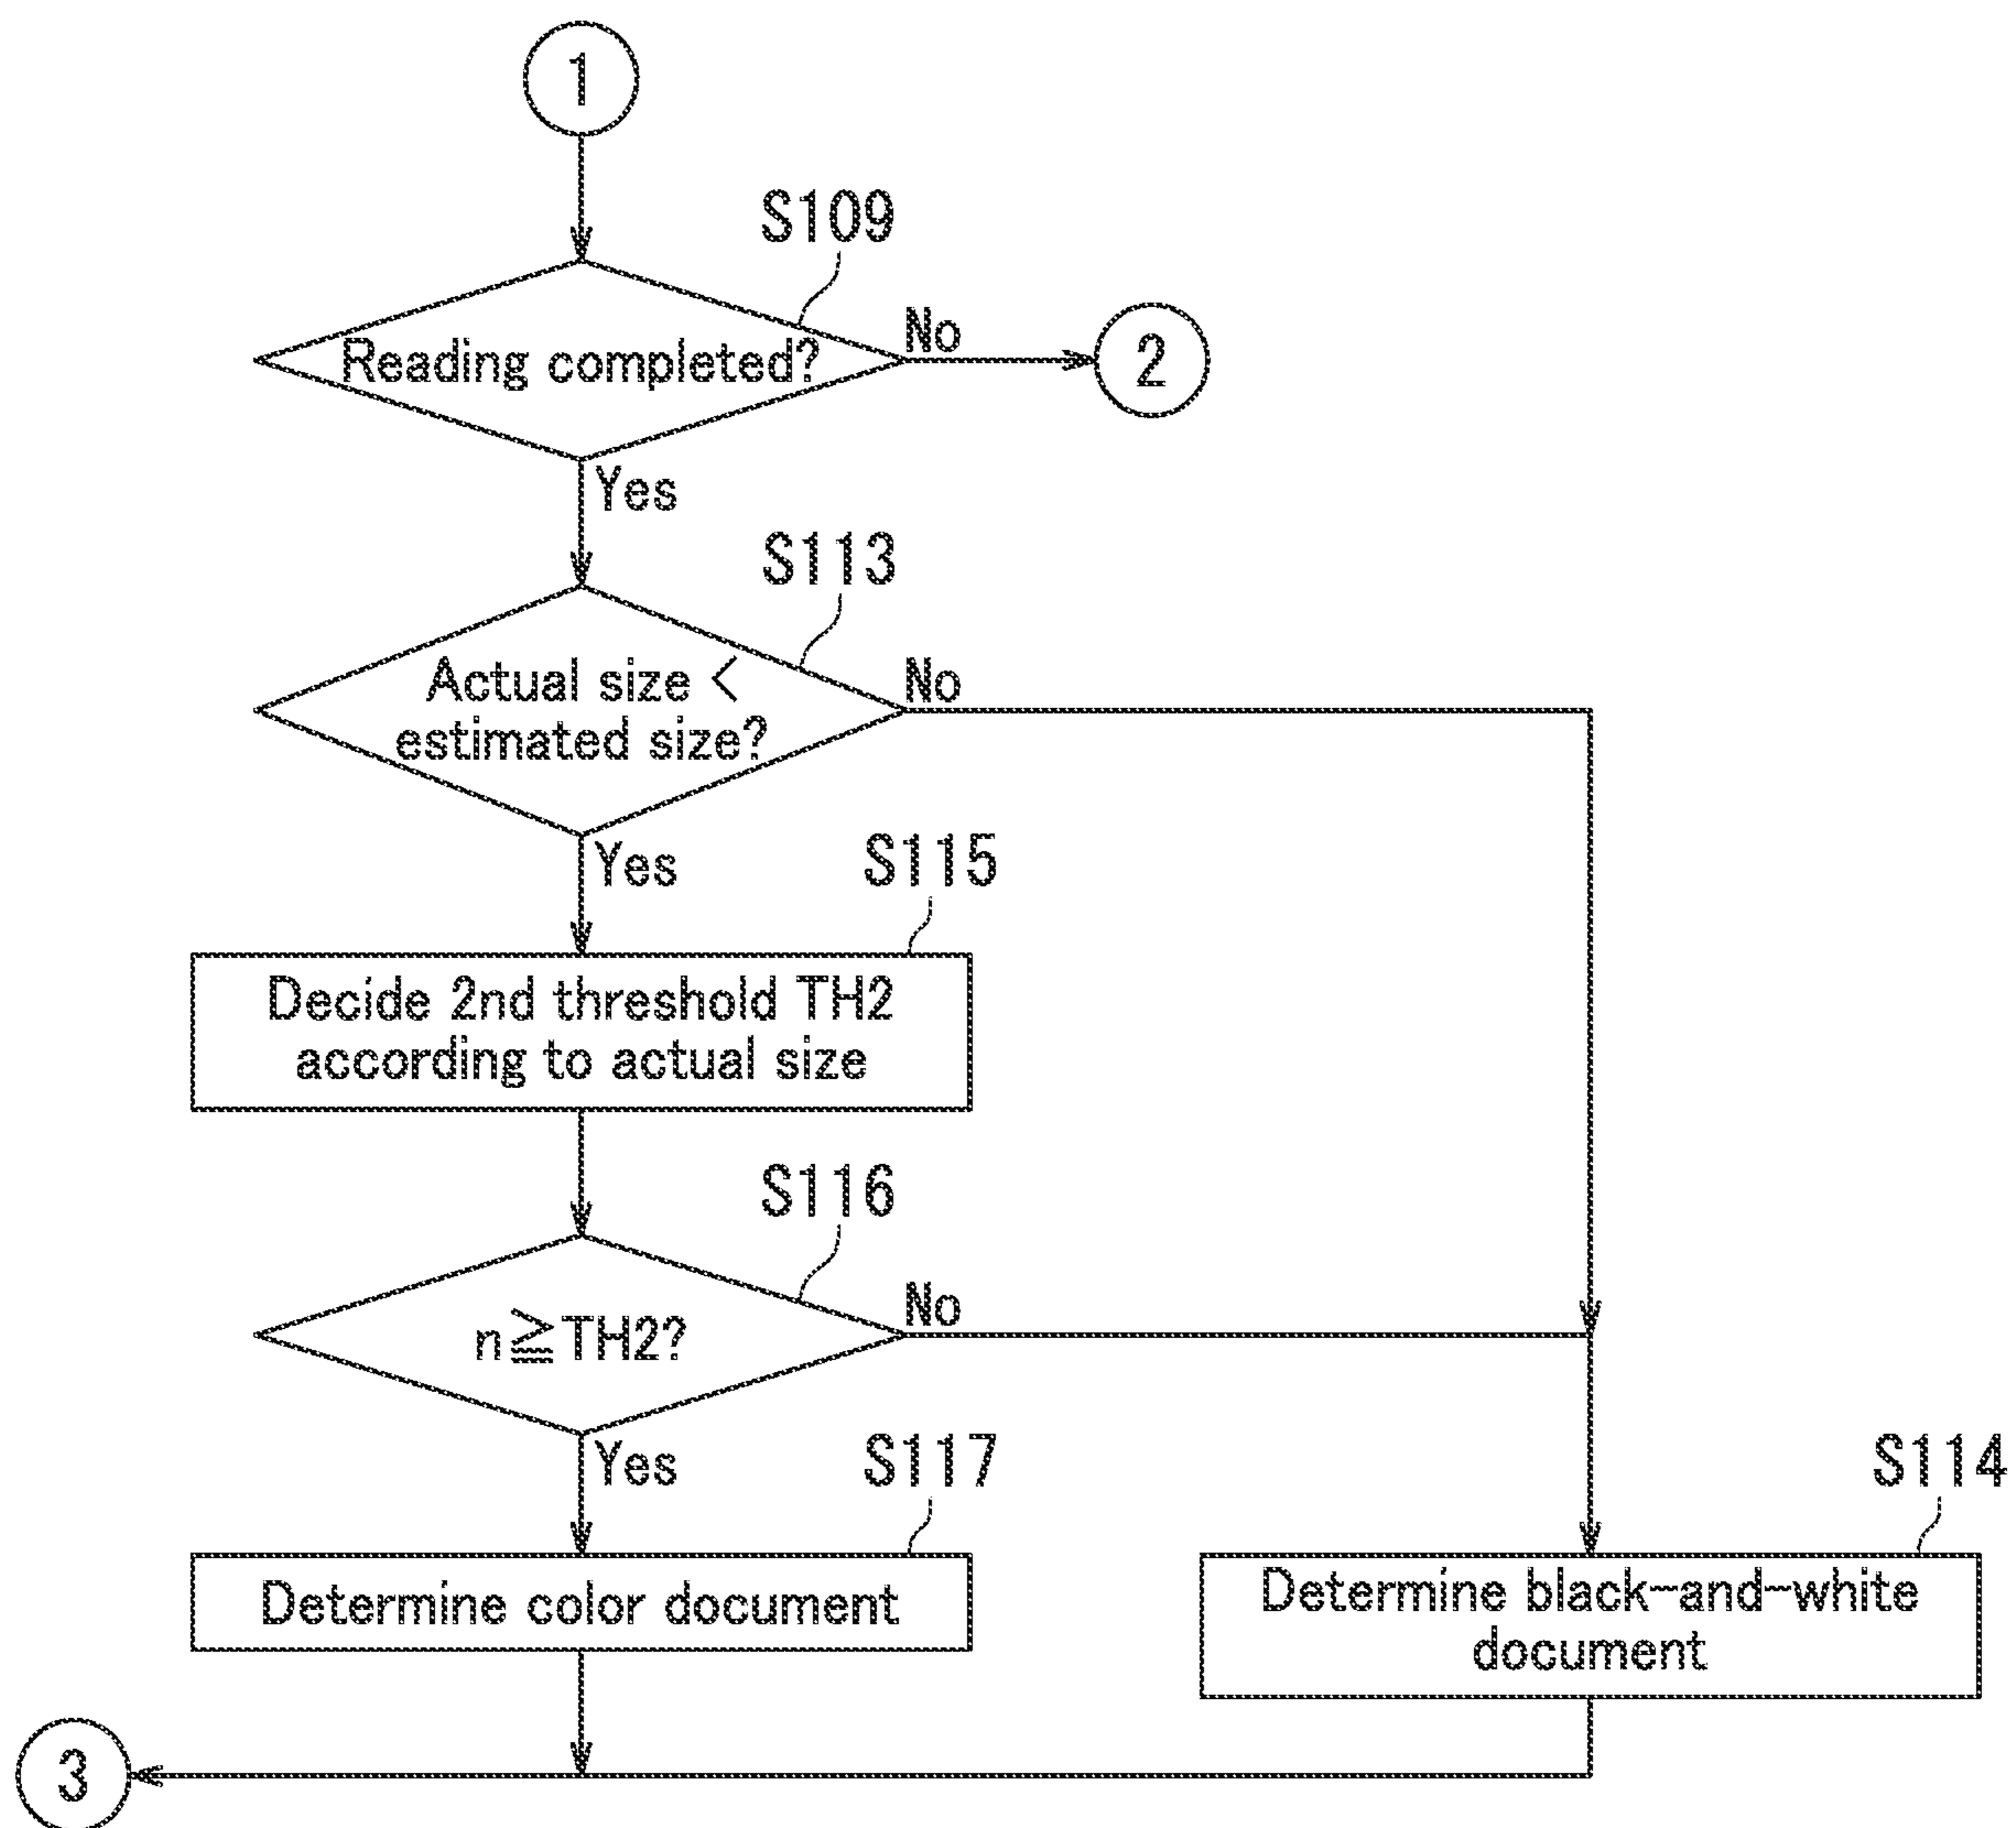 1
S109
Reading completed?
No
2
Yes
S113
Actual size <
estimated size?
No
Yes
S115
Decide 2nd threshold TH2
according to actual size
S116
n≧TH2?
No
Yes
S117
Determine color document
S114
Determine black-and-white
document
3